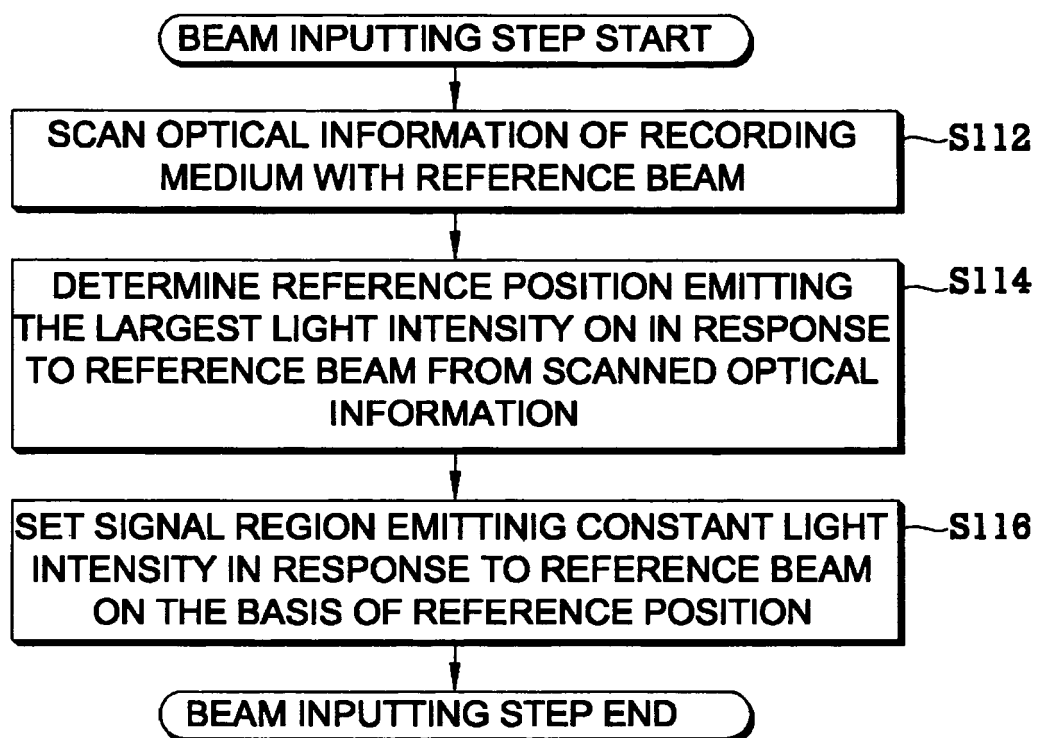 BEAM INPUTTING STEP START
SCAN OPTICAL INFORMATION OF RECORDING
MEDIUM WITH REFERENCE BEAM
S112
DETERMINE REFERENCE POSITION EMITTING
THE LARGEST LIGHT INTENSITY ON IN RESPONSE
TO REFERENCE BEAM FROM SCANNED OPTICAL
INFORMATION
S114
SET SIGNAL REGION EMITTINIG CONSTANT LIGHT
INTENSITY IN RESPONSE TO REFERENCE BEAM
ON THE BASIS OF REFERENCE POSITION
S116
BEAM INPUTTING STEP END